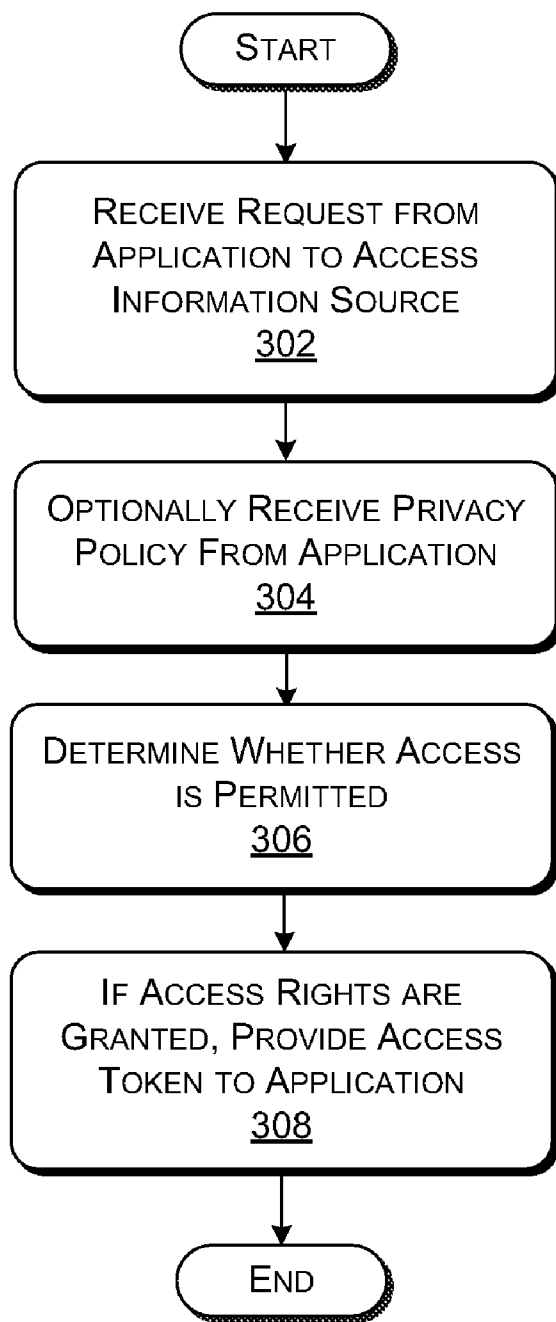 START
RECEIVE REQUEST FROM
APPLICATION TO ACCESS
INFORMATION SOURCE
302
OPTIONALLY RECEIVE PRIVACY
POLICY FROM APPLICATION
304
DETERMINE WHETHER ACCESS
IS PERMITTED
306
IF ACCESS RIGHTS ARE
GRANTED, PROVIDE ACCESS
TOKEN TO APPLICATION
308
END